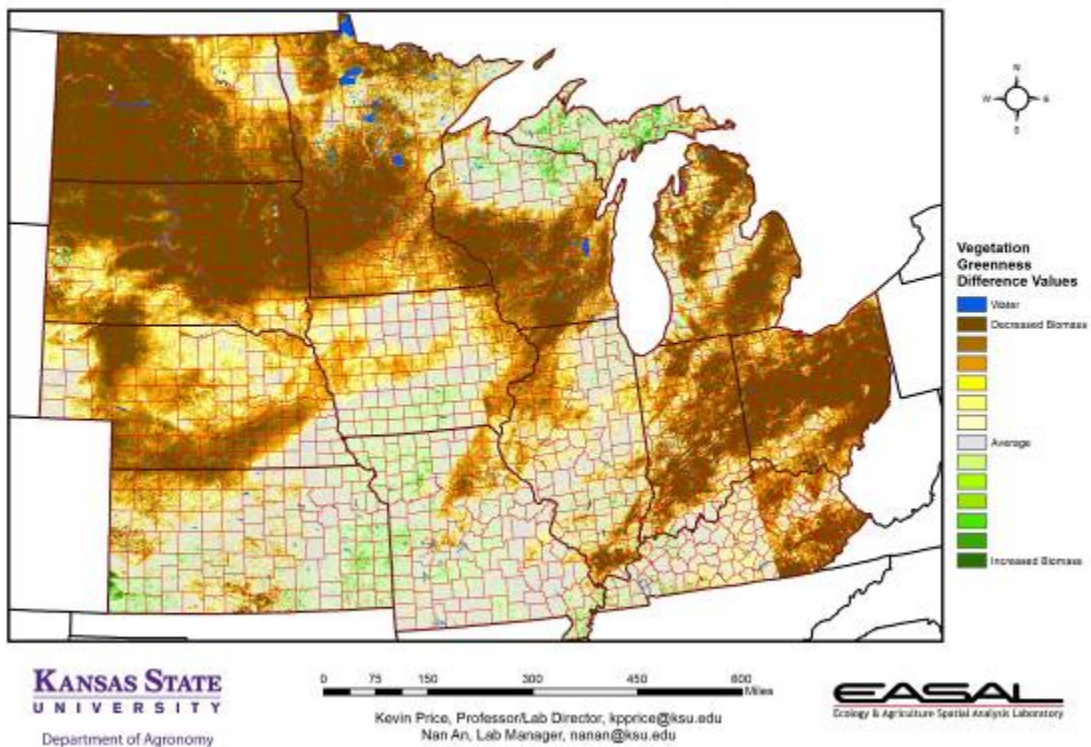 N
W E
S
Vegetation
Greenness
Difference Values
Water
Decreased Biomass
Average
Increased Biomass
KANSAS STATE
UNIVERSITY
Department of Agronomy
0 75 150 300 450 600
Miles
Kevin Price, Professor/Lab Director, kpprice@ksu.edu
Nan An, Lab Manager, nanan@ksu.edu
EASAL
Ecology & Agriculture Spatial Analysis Laboratory